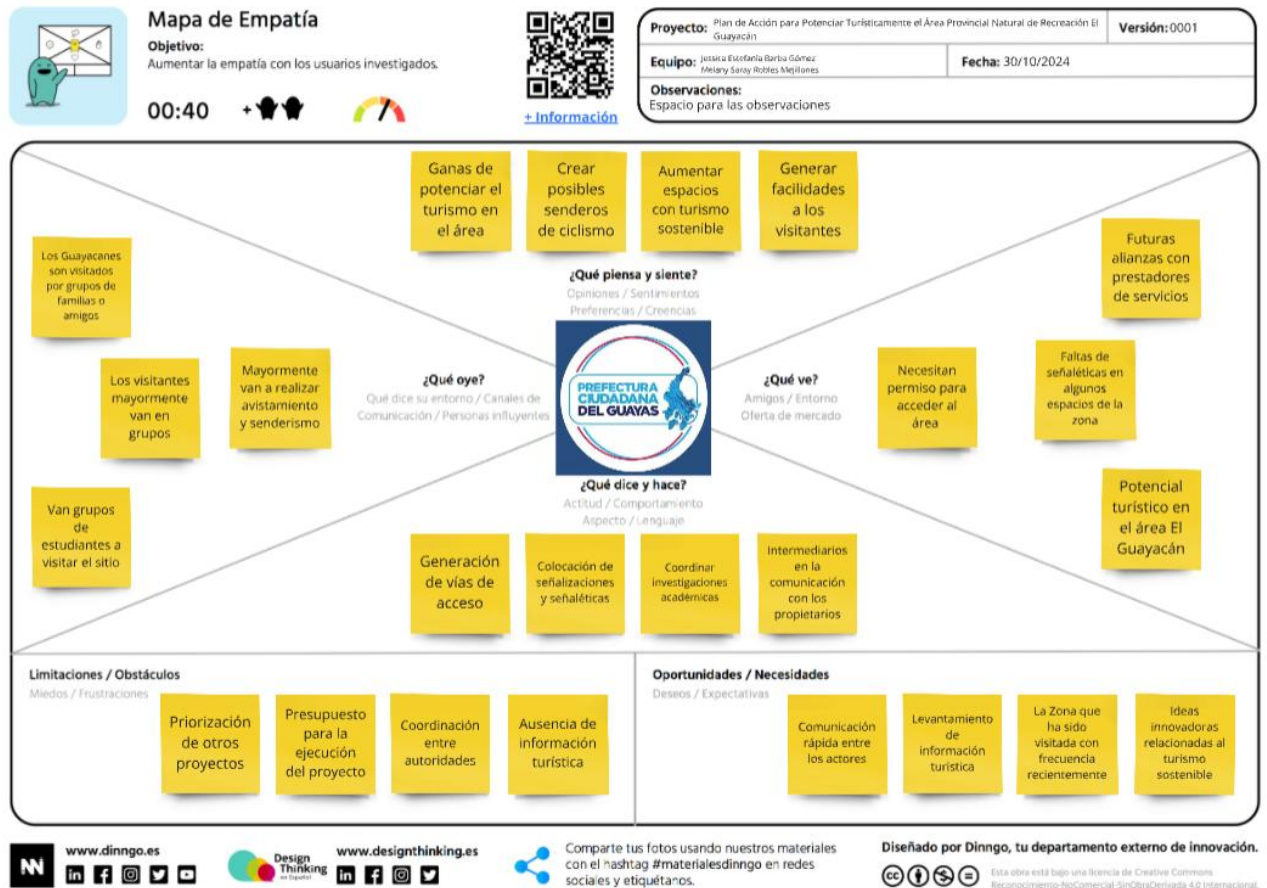 Mapa de Empatía
Objetivo:
Aumentar la empatía con los usuarios investigados.
00:40
+
+ Información
Proyecto: Plan de Acción para Potenciar Turísticamente el Área Provincial Natural de Recreación El
Guayacán
Versión:0001
Equipo: Jessica Estefanía Barba Gómez
Melany Saray Robles Mejillones
Fecha: 30/10/2024
Observaciones:
Espacio para las observaciones
Ganas de
potenciar el
turismo en
el área
Crear
posibles
senderos
de ciclismo
Aumentar
espacios
con turismo
sostenible
Generar
facilidades
a los
visitantes
¿Qué piensa y siente?
Opiniones / Sentimientos
Preferencias / Creencias
Los Guayacanes
son visitados
por grupos de
familias o
amigos
Los visitantes
mayormente
van en
grupos
Mayormente
van a realizar
avistamiento
y senderismo
Van grupos
de
estudiantes a
visitar el sitio
¿Qué oye?
Qué dice su entorno / Canales de
Comunicación / Personas influyentes
PREFECTURA
CIUDADANA
DEL GUAYAS
¿Qué ve?
Amigos / Entorno
Oferta de mercado
Futuras
alianzas con
prestadores
de servicios
Necesitan
permiso para
acceder al
área
Faltas de
señaléticas en
algunos
espacios de la
zona
Potencial
turístico en
el área El
Guayacán
¿Qué dice y hace?
Actitud / Comportamiento
Aspecto / Lenguaje
Generación
de vías de
acceso
Colocación de
señalizaciones
y señaléticas
Coordinar
investigaciones
académicas
Intermediarios
en la
comunicación
con los
propietarios
Limitaciones / Obstáculos
Miedos / Frustraciones
Priorización
de otros
proyectos
Presupuesto
para la
ejecución
del proyecto
Coordinación
entre
autoridades
Ausencia de
información
turística
Oportunidades / Necesidades
Deseos / Expectativas
Comunicación
rápida entre
los actores
Levantamiento
de
información
turística
La Zona que
ha sido
visitada con
frecuencia
recientemente
Ideas
innovadoras
relacionadas al
turismo
sostenible
www.dinngo.es
Design
Thinking
en Español
www.designthinking.es
Comparte tus fotos usando nuestros materiales
con el hashtag #materialesdinngo en redes
sociales y etiquétanos.
Diseñado por Dinngo, tu departamento externo de innovación.
Esta obra está bajo una licencia de Creative Commons
Reconocimiento-NoComercial-SinObraDerivada 4.0 Internacional.